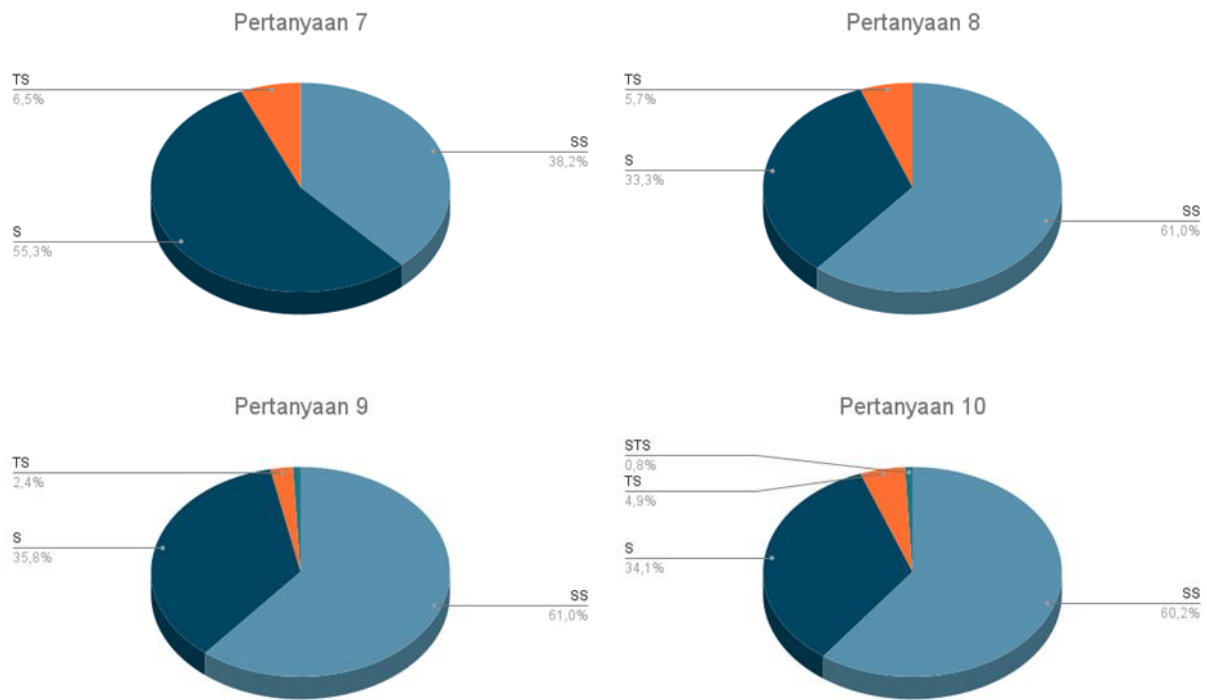 Pertanyaan 7
TS
6,5%
SS
38,2%
S
55,3%
Pertanyaan 8
TS
5,7%
S
33,3%
SS
61,0%
Pertanyaan 9
TS
2,4%
S
35,8%
SS
61,0%
Pertanyaan 10
STS
0,8%
TS
4,9%
S
34,1%
SS
60,2%